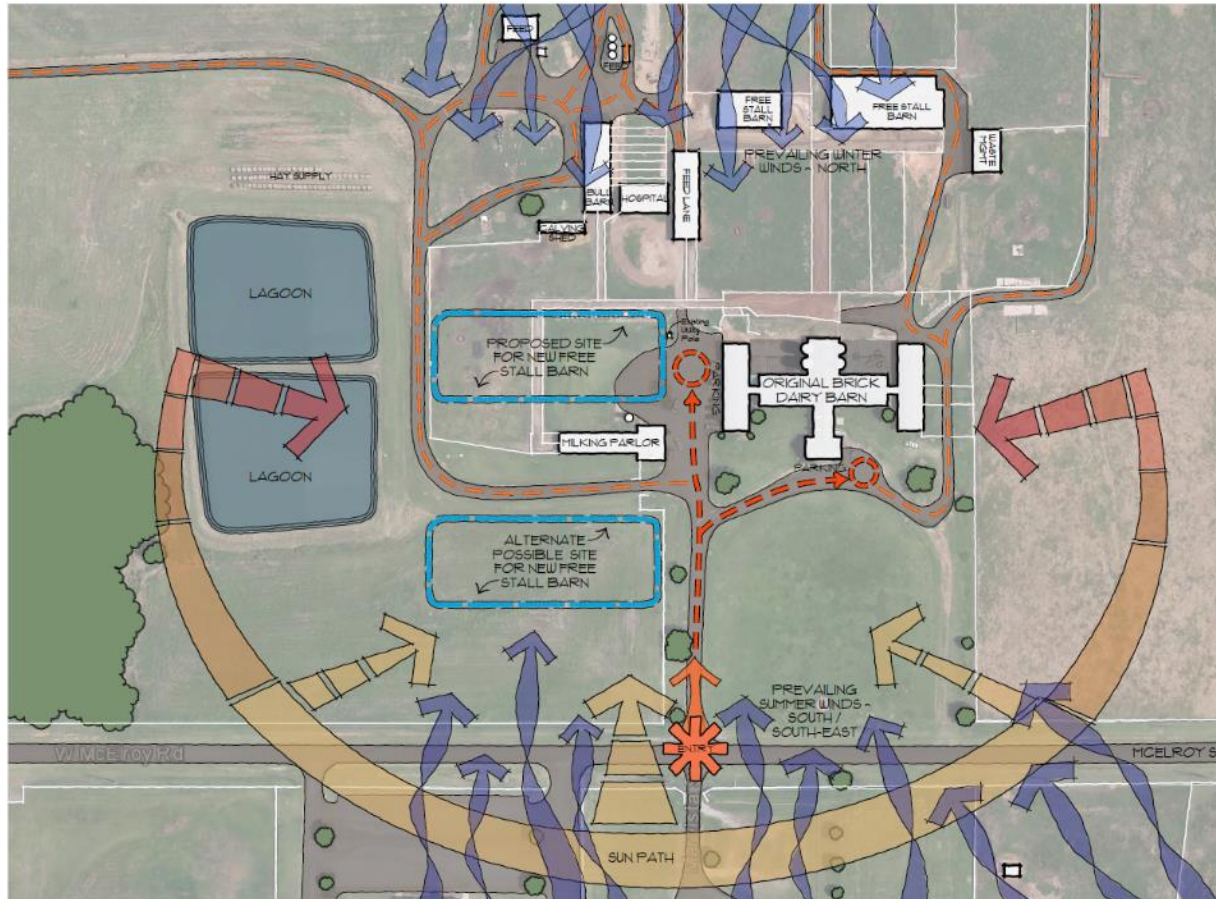 FEED
FEED
FREE
STALL
BARN
FREE STALL
BARN
WASTE
MGMT
PREVAILING WINTER
WINDS - NORTH
HAY SUPPLY
BULL
BARN
HOSPITAL
FEED LANE
CALVING
SHED
LAGOON
LAGOON
PROPOSED SITE
FOR NEW FREE
STALL BARN
Existing
Utility
Pole
PARKING
ORIGINAL BRICK
DAIRY BARN
MILKING PARLOR
PARKING
ALTERNATE
POSSIBLE SITE
FOR NEW FREE
STALL BARN
PREVAILING
SUMMER WINDS -
SOUTH /
SOUTH-EAST
W McElroy Rd
ENTRY
MCELROY S
SUN PATH